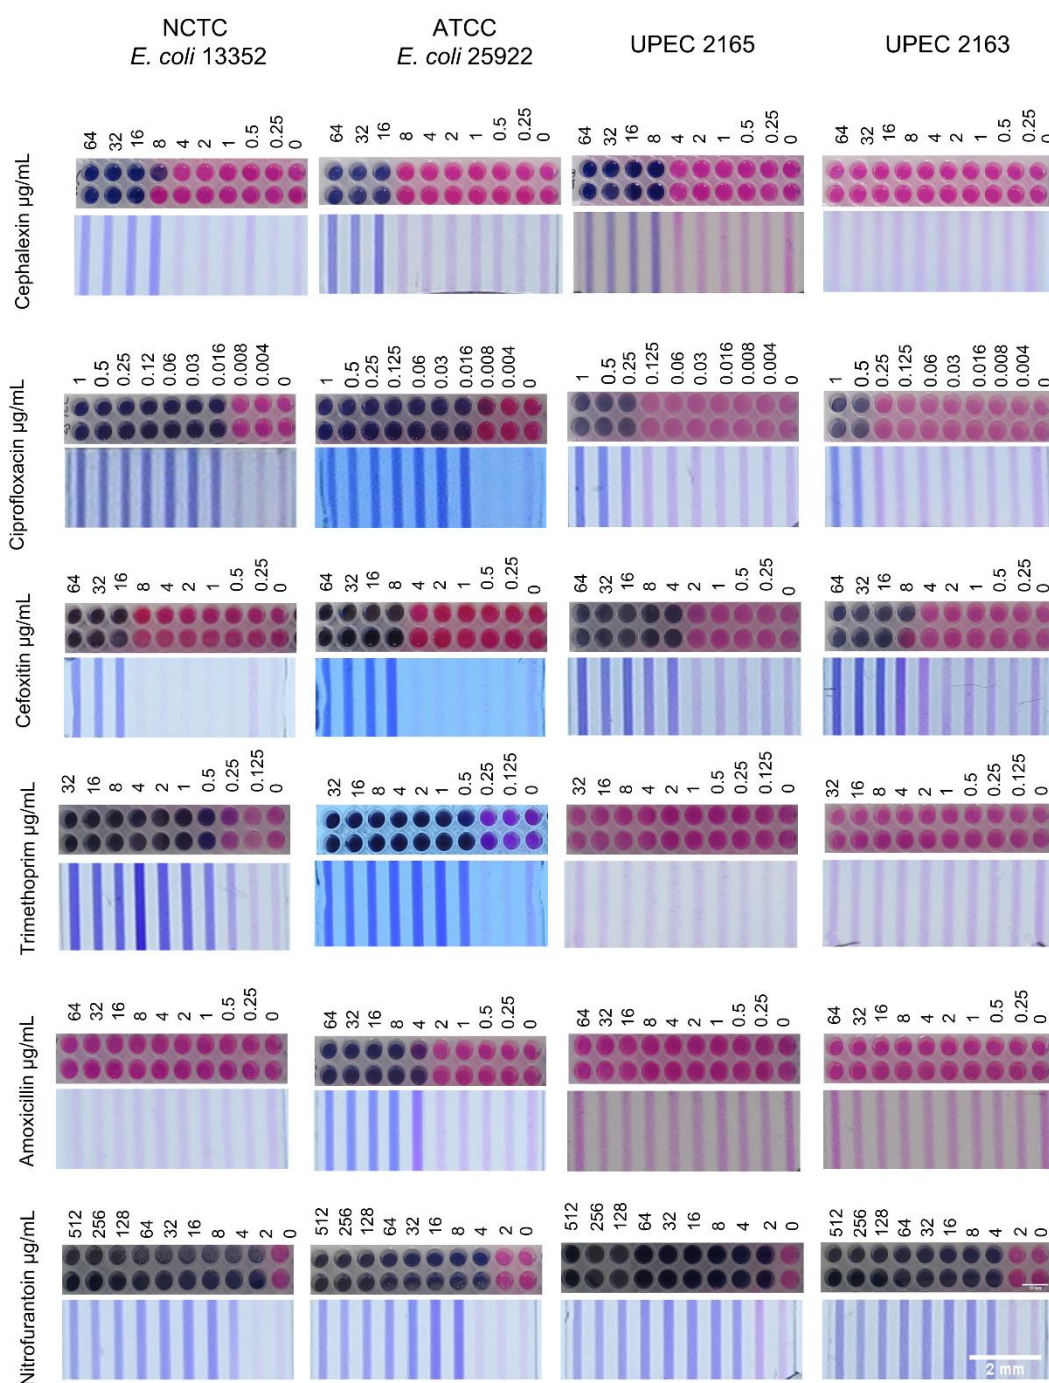 NCTC
E. coli 13352
ATCC
E. coli 25922
UPEC 2165
UPEC 2163
Cephalexin µg/mL
64 32 16 8 4 2 1 0.5 0.25 0
64 32 16 8 4 2 1 0.5 0.25 0
64 32 16 8 4 2 1 0.5 0.25 0
64 32 16 8 4 2 1 0.5 0.25 0
Ciprofloxacin µg/mL
1 0.5 0.25 0.12 0.06 0.03 0.016 0.008 0.004 0
1 0.5 0.25 0.125 0.06 0.03 0.016 0.008 0.004 0
1 0.5 0.25 0.125 0.06 0.03 0.016 0.008 0.004 0
1 0.5 0.25 0.125 0.06 0.03 0.016 0.008 0.004 0
Cefoxitin µg/mL
64 32 16 8 4 2 1 0.5 0.25 0
64 32 16 8 4 2 1 0.5 0.25 0
64 32 16 8 4 2 1 0.5 0.25 0
64 32 16 8 4 2 1 0.5 0.25 0
Trimethoprim µg/mL
32 16 8 4 2 1 0.5 0.25 0.125 0
32 16 8 4 2 1 0.5 0.25 0.125 0
32 16 8 4 2 1 0.5 0.25 0.125 0
32 16 8 4 2 1 0.5 0.25 0.125 0
Amoxicillin µg/mL
64 32 16 8 4 2 1 0.5 0.25 0
64 32 16 8 4 2 1 0.5 0.25 0
64 32 16 8 4 2 1 0.5 0.25 0
64 32 16 8 4 2 1 0.5 0.25 0
Nitrofurantoin µg/mL
512 256 128 64 32 16 8 4 2 0
512 256 128 64 32 16 8 4 2 0
512 256 128 64 32 16 8 4 2 0
512 256 128 64 32 16 8 4 2 0
2 mm